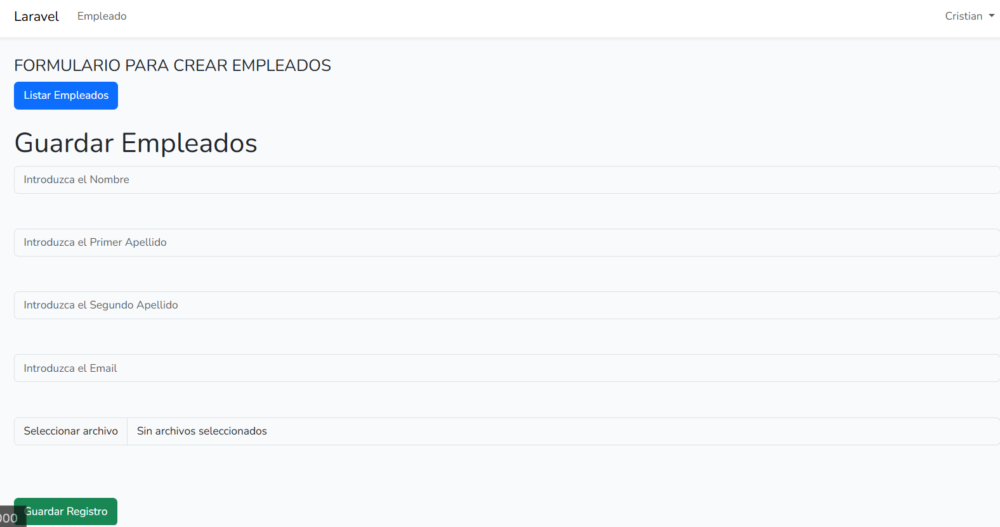 Laravel Empleado Cristian
FORMULARIO PARA CREAR EMPLEADOS
Listar Empleados
Guardar Empleados
Introduzca el Nombre
Introduzca el Primer Apellido
Introduzca el Segundo Apellido
Introduzca el Email
Seleccionar archivo Sin archivos seleccionados
Guardar Registro